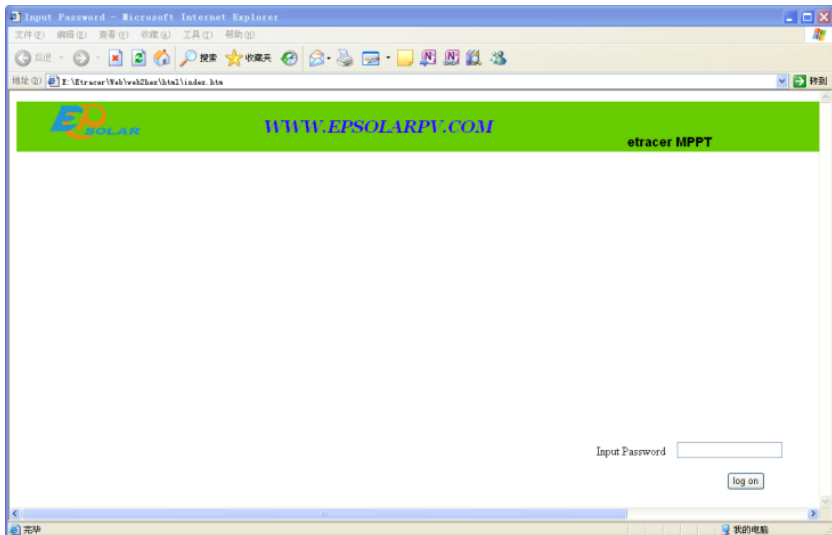 Input Password - Microsoft Internet Explorer
文件(F) 编辑(E) 查看(V) 收藏(A) 工具(T) 帮助(H)
后退 搜索 收藏夹
地址(D) E:\Etracer\Web\web2hex\html\index.htm 转到
EP SOLAR
WWW.EPSOLARPV.COM
etracer MPPT
Input Password
log on
完毕 我的电脑